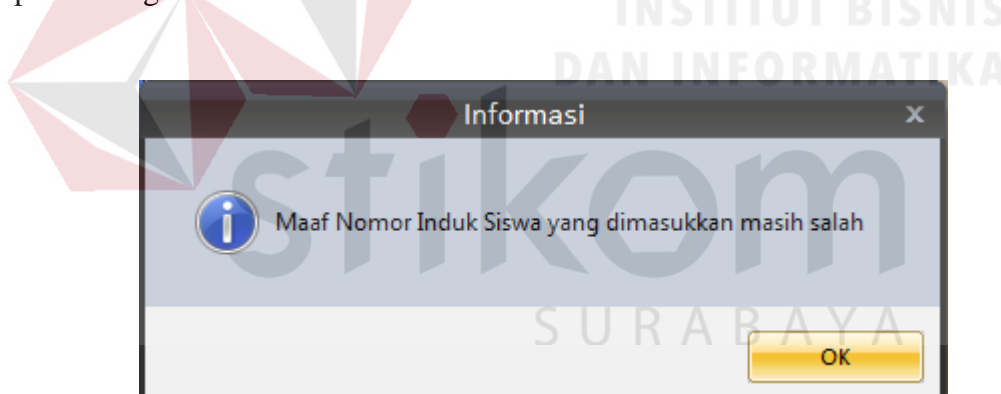 INSTITUT BISNIS
DAN INFORMATIKA
Informasi
stikom
Maaf Nomor Induk Siswa yang dimasukkan masih salah
SURABAYA
OK